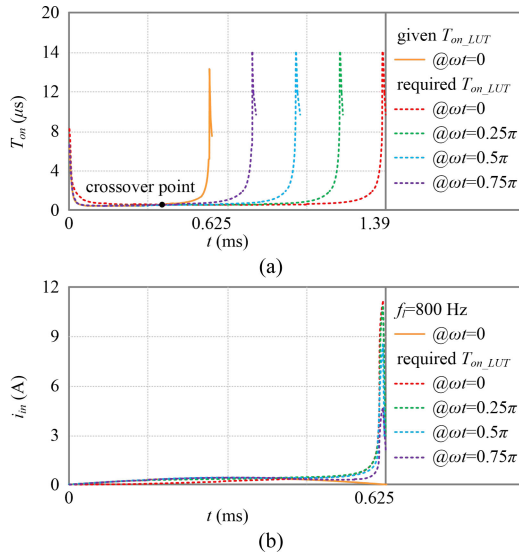 20
16
12
8
4
0
T_on (μs)
crossover point
0
0.625
1.39
t (ms)
given T_on_LUT
@ωt=0
required T_on_LUT
@ωt=0
@ωt=0.25π
@ωt=0.5π
@ωt=0.75π
(a)
12
9
6
3
0
i_in (A)
0
0.625
t (ms)
f_l=800 Hz
@ωt=0
required T_on_LUT
@ωt=0
@ωt=0.25π
@ωt=0.5π
@ωt=0.75π
(b)